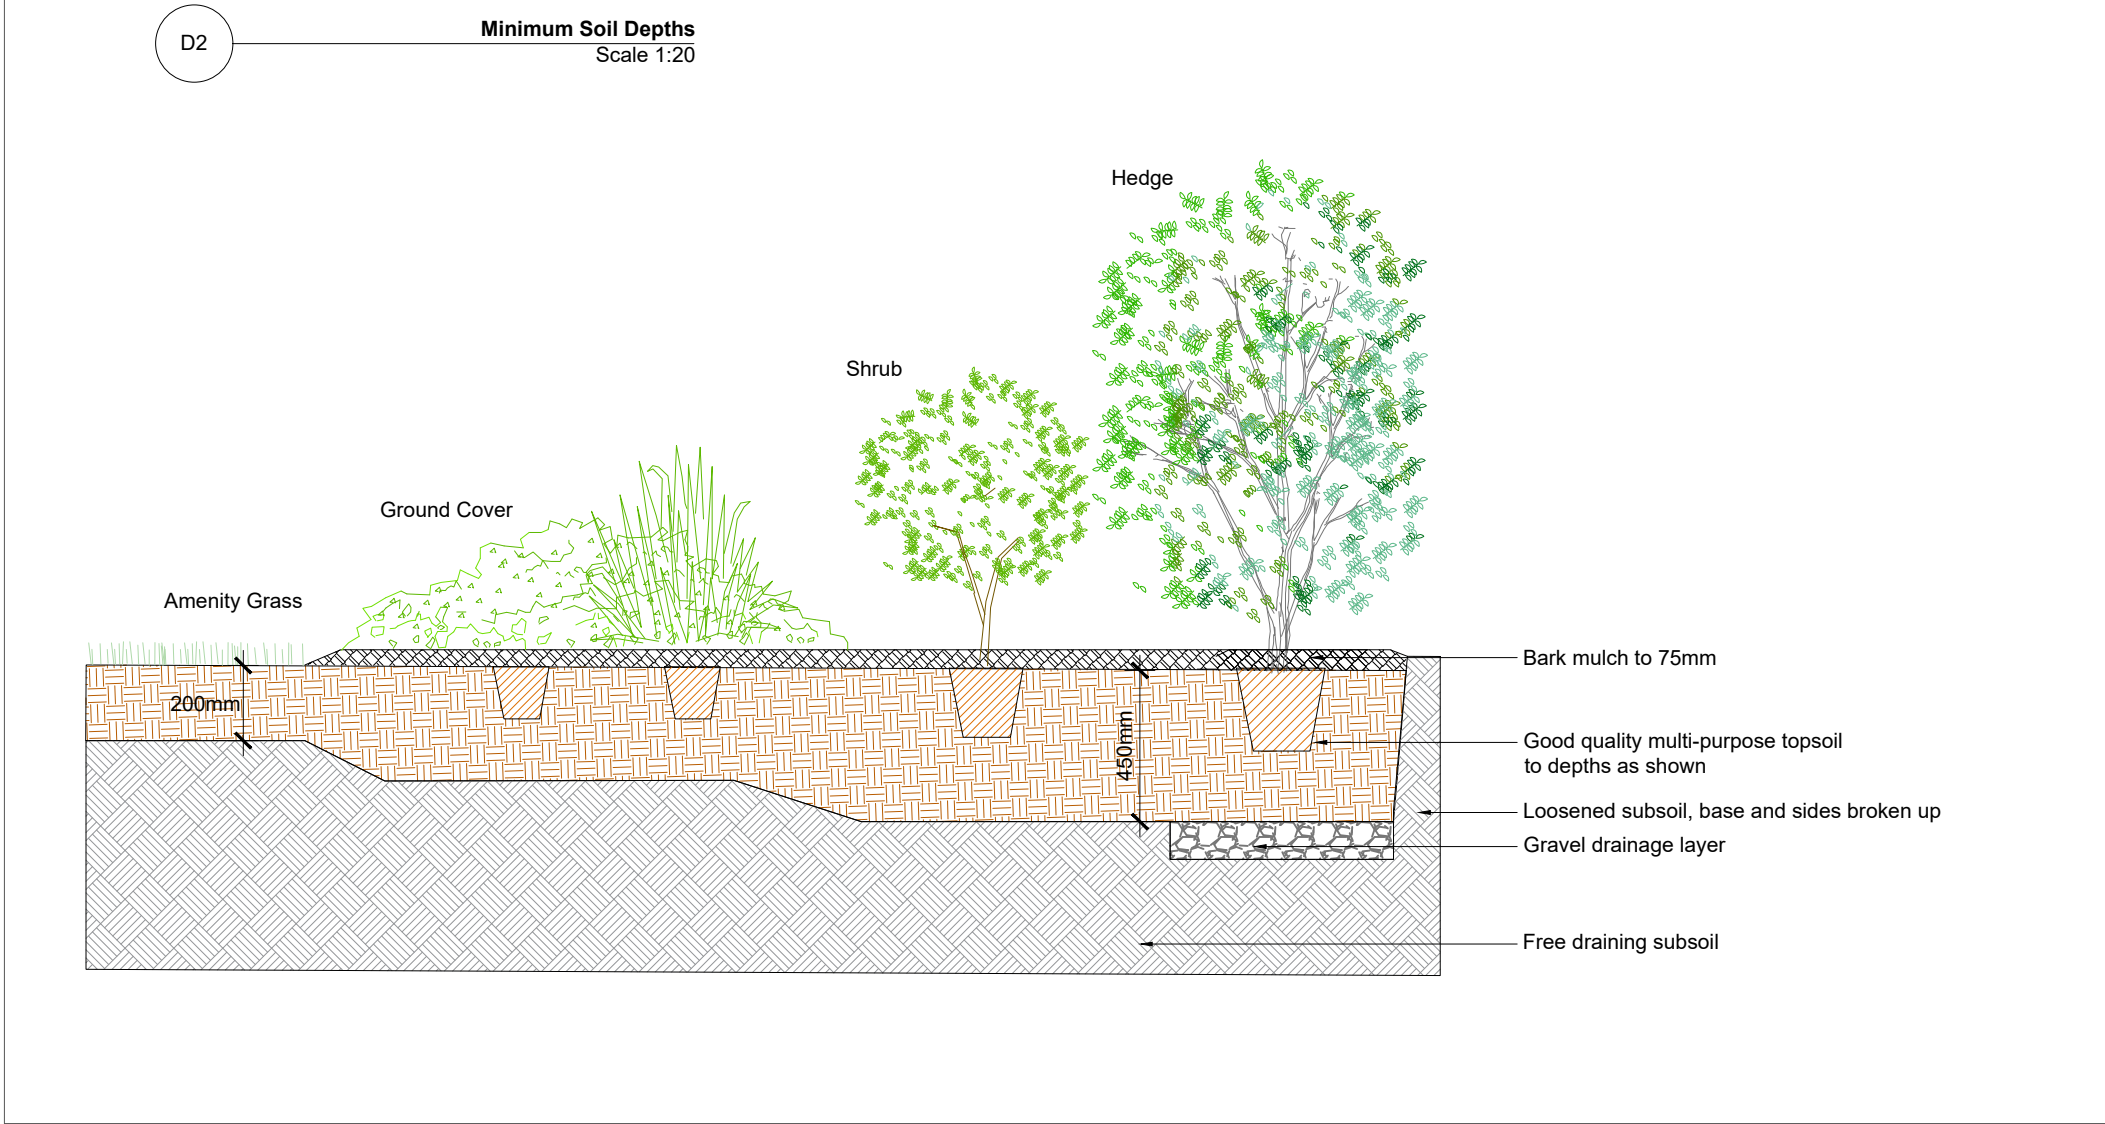 D2
Minimum Soil Depths
Scale 1:20
Hedge
Shrub
Ground Cover
Amenity Grass
200mm
450mm
Bark mulch to 75mm
Good quality multi-purpose topsoil
to depths as shown
Loosened subsoil, base and sides broken up
Gravel drainage layer
Free draining subsoil